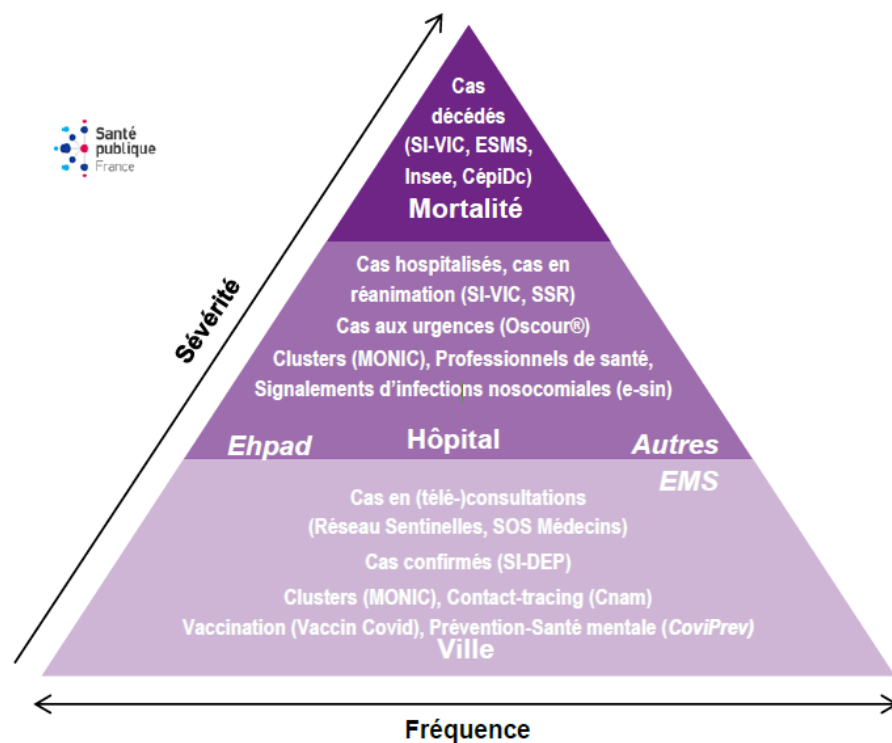 Santé
publique
France
Sévérité
Cas
décédés
(SI-VIC, ESMS,
Insee, CépiDc)
Mortalité
Cas hospitalisés, cas en
réanimation (SI-VIC, SSR)
Cas aux urgences (Oscour®)
Clusters (MONIC), Professionnels de santé,
Signalements d'infections nosocomiales (e-sin)
Ehpad
Hôpital
Autres
EMS
Cas en (télé-)consultations
(Réseau Sentinelles, SOS Médecins)
Cas confirmés (SI-DEP)
Clusters (MONIC), Contact-tracing (Cnam)
Vaccination (Vaccin Covid), Prévention-Santé mentale (CoviPrev)
Ville
Fréquence